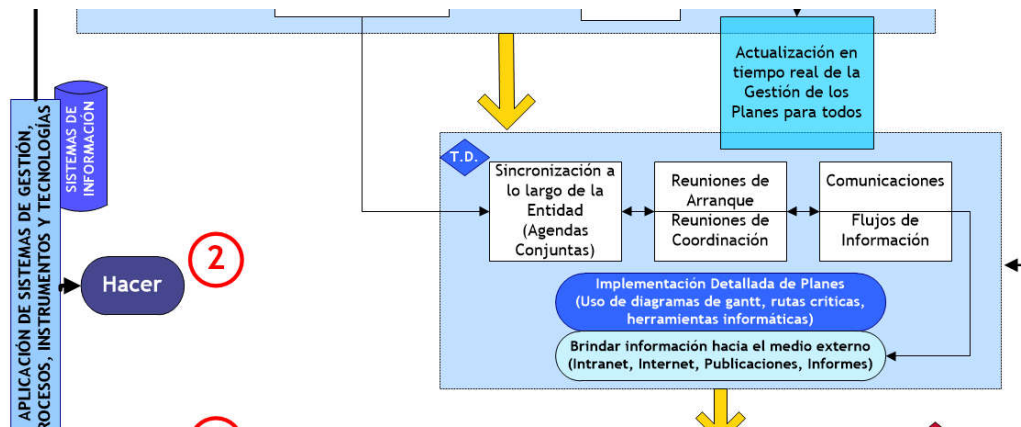 Actualización en
tiempo real de la
Gestión de los
Planes para todos
APLICACIÓN DE SISTEMAS DE GESTIÓN,
INSTRUMENTOS Y TECNOLOGÍAS
SISTEMAS DE
INFORMACIÓN
T.D.
Sincronización a
lo largo de la
Entidad
(Agendas
Conjuntas)
Reuniones de
Arranque
Reuniones de
Coordinación
Comunicaciones
Flujos de
Información
2
Hacer
Implementación Detallada de Planes
(Uso de diagramas de gantt, rutas críticas,
herramientas informáticas)
Brindar información hacia el medio externo
(Intranet, Internet, Publicaciones, Informes)